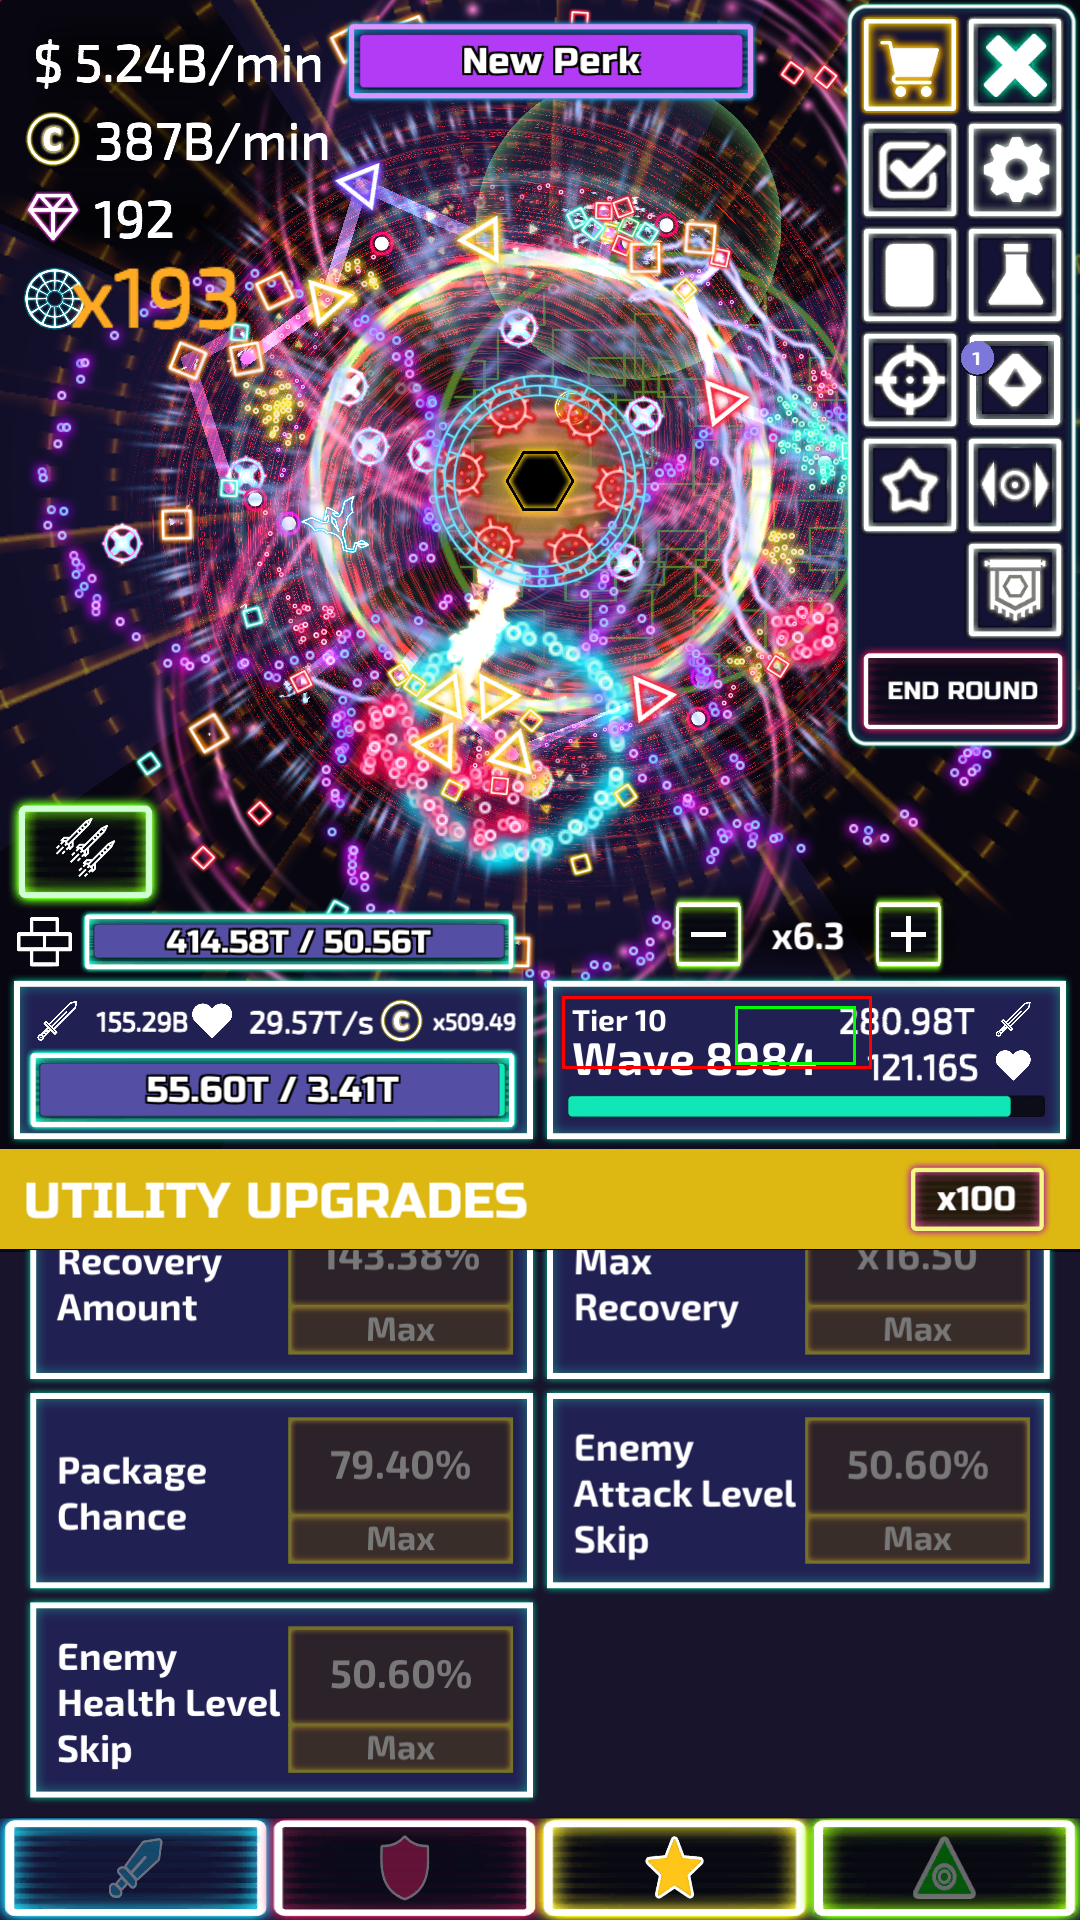 $ 5.24B/min
New Perk
C 387B/min
192
x193
1
END ROUND
414.58T / 50.56T
x6.3
155.29B 29.57T/s C x509.49
55.60T / 3.41T
Tier 10 280.98T
Wave 8984 121.16S
UTILITY UPGRADES x100
Recovery Amount 143.38% Max
Max Recovery x16.50 Max
Package Chance 79.40% Max
Enemy Attack Level Skip 50.60% Max
Enemy Health Level Skip 50.60% Max